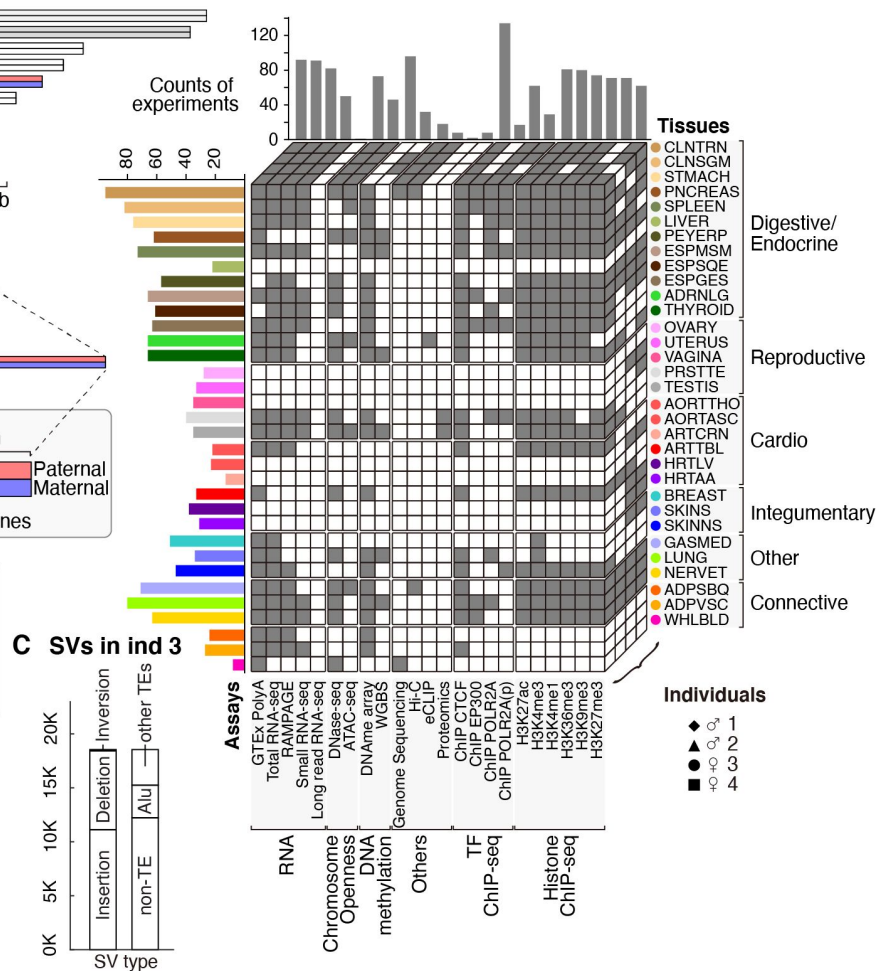 120
80
40
0
Counts of
experiments
80
60
40
20
b
Tissues
CLNTRN
CLNSGM
STMACH
PNCREAS
SPLEEN
LIVER
PEYERP
ESPMSM
ESPSQE
ESPGES
ADRNLG
THYROID
OVARY
UTERUS
VAGINA
PRSTTE
TESTIS
AORTTHO
AORTASC
ARTCRN
ARTTBL
HRTLV
HRTAA
BREAST
SKINS
SKINNS
GASMED
LUNG
NERVET
ADPSBQ
ADPVSC
WHLBLD
Digestive/
Endocrine
Reproductive
Cardio
Integumentary
Other
Connective
Paternal
Maternal
nes
C SVs in ind 3
Inversion
other TEs
Deletion
Alu
Insertion
non-TE
20K
15K
10K
5K
0K
SV type
Assays
GTEx PolyA
Total RNA-seq
RAMPAGE
Small RNA-seq
Long read RNA-seq
DNase-seq
ATAC-seq
DNAme array
WGBS
Genome Sequencing
Hi-C
eCLIP
Proteomics
ChIP CTCF
ChIP EP300
ChIP POLR2A
ChIP POLR2A(p)
H3K27ac
H3K4me3
H3K4me1
H3K36me3
H3K9me3
H3K27me3
RNA
Chromosome
Openness
DNA
methylation
Others
TF
ChIP-seq
Histone
ChIP-seq
Individuals
◆ ♂ 1
▲ ♂ 2
● ♀ 3
■ ♀ 4